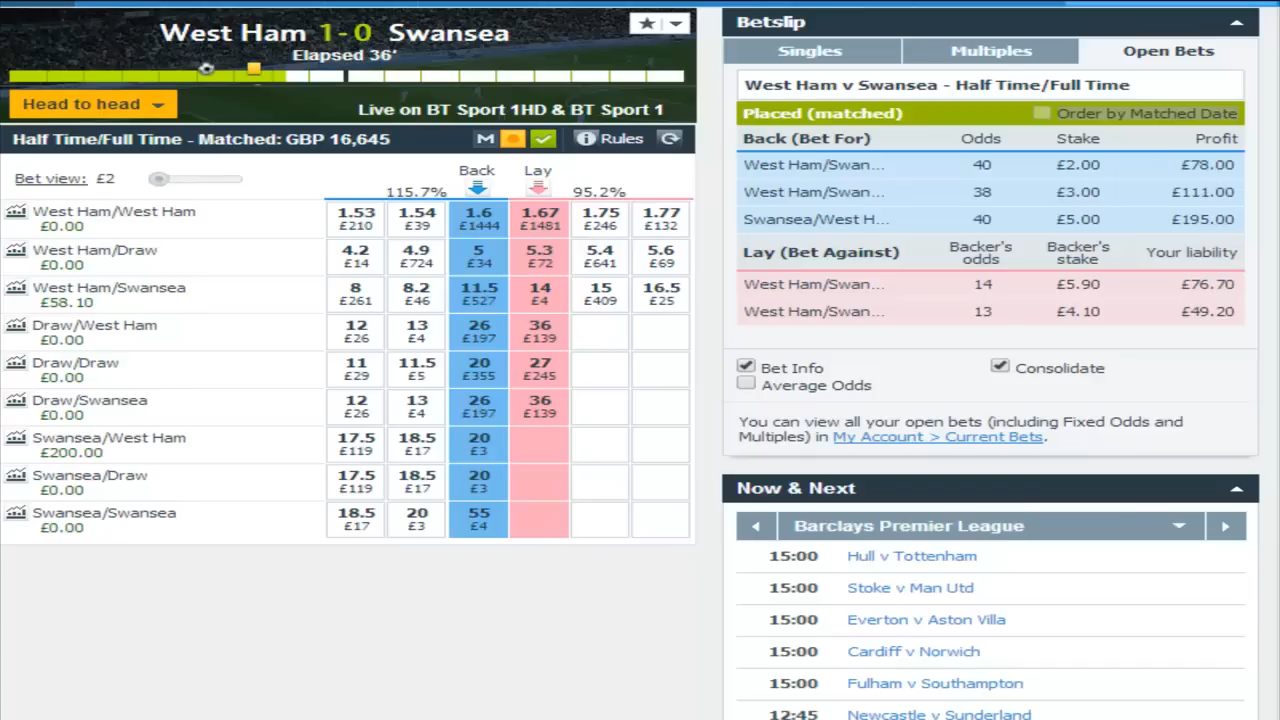 West Ham 1-0 Swansea
Elapsed 36'
Head to head
Live on BT Sport 1HD & BT Sport 1
Half Time/Full Time - Matched: GBP 16,645
M
Rules
Bet view: £2
115.7%
Back
Lay
95.2%
West Ham/West Ham
£0.00
1.53 1.54 1.6 1.67 1.75 1.77
£210 £39 £1444 £1481 £246 £132
West Ham/Draw
£0.00
4.2 4.9 5 5.3 5.4 5.6
£14 £724 £34 £72 £641 £69
West Ham/Swansea
£58.10
8 8.2 11.5 14 15 16.5
£261 £46 £527 £4 £409 £25
Draw/West Ham
£0.00
12 13 26 36
£26 £4 £197 £139
Draw/Draw
£0.00
11 11.5 20 27
£29 £5 £355 £245
Draw/Swansea
£0.00
12 13 26 36
£26 £4 £197 £139
Swansea/West Ham
£200.00
17.5 18.5 20
£119 £17 £3
Swansea/Draw
£0.00
17.5 18.5 20
£119 £17 £3
Swansea/Swansea
£0.00
18.5 20 55
£17 £3 £4
Betslip
Singles Multiples Open Bets
West Ham v Swansea - Half Time/Full Time
Placed (matched) Order by Matched Date
Back (Bet For) Odds Stake Profit
West Ham/Swan... 40 £2.00 £78.00
West Ham/Swan... 38 £3.00 £111.00
Swansea/West H... 40 £5.00 £195.00
Lay (Bet Against) Backer's odds Backer's stake Your liability
West Ham/Swan... 14 £5.90 £76.70
West Ham/Swan... 13 £4.10 £49.20
Bet Info Consolidate
Average Odds
You can view all your open bets (including Fixed Odds and
Multiples) in My Account > Current Bets.
Now & Next
Barclays Premier League
15:00 Hull v Tottenham
15:00 Stoke v Man Utd
15:00 Everton v Aston Villa
15:00 Cardiff v Norwich
15:00 Fulham v Southampton
12:45 Newcastle v Sunderland